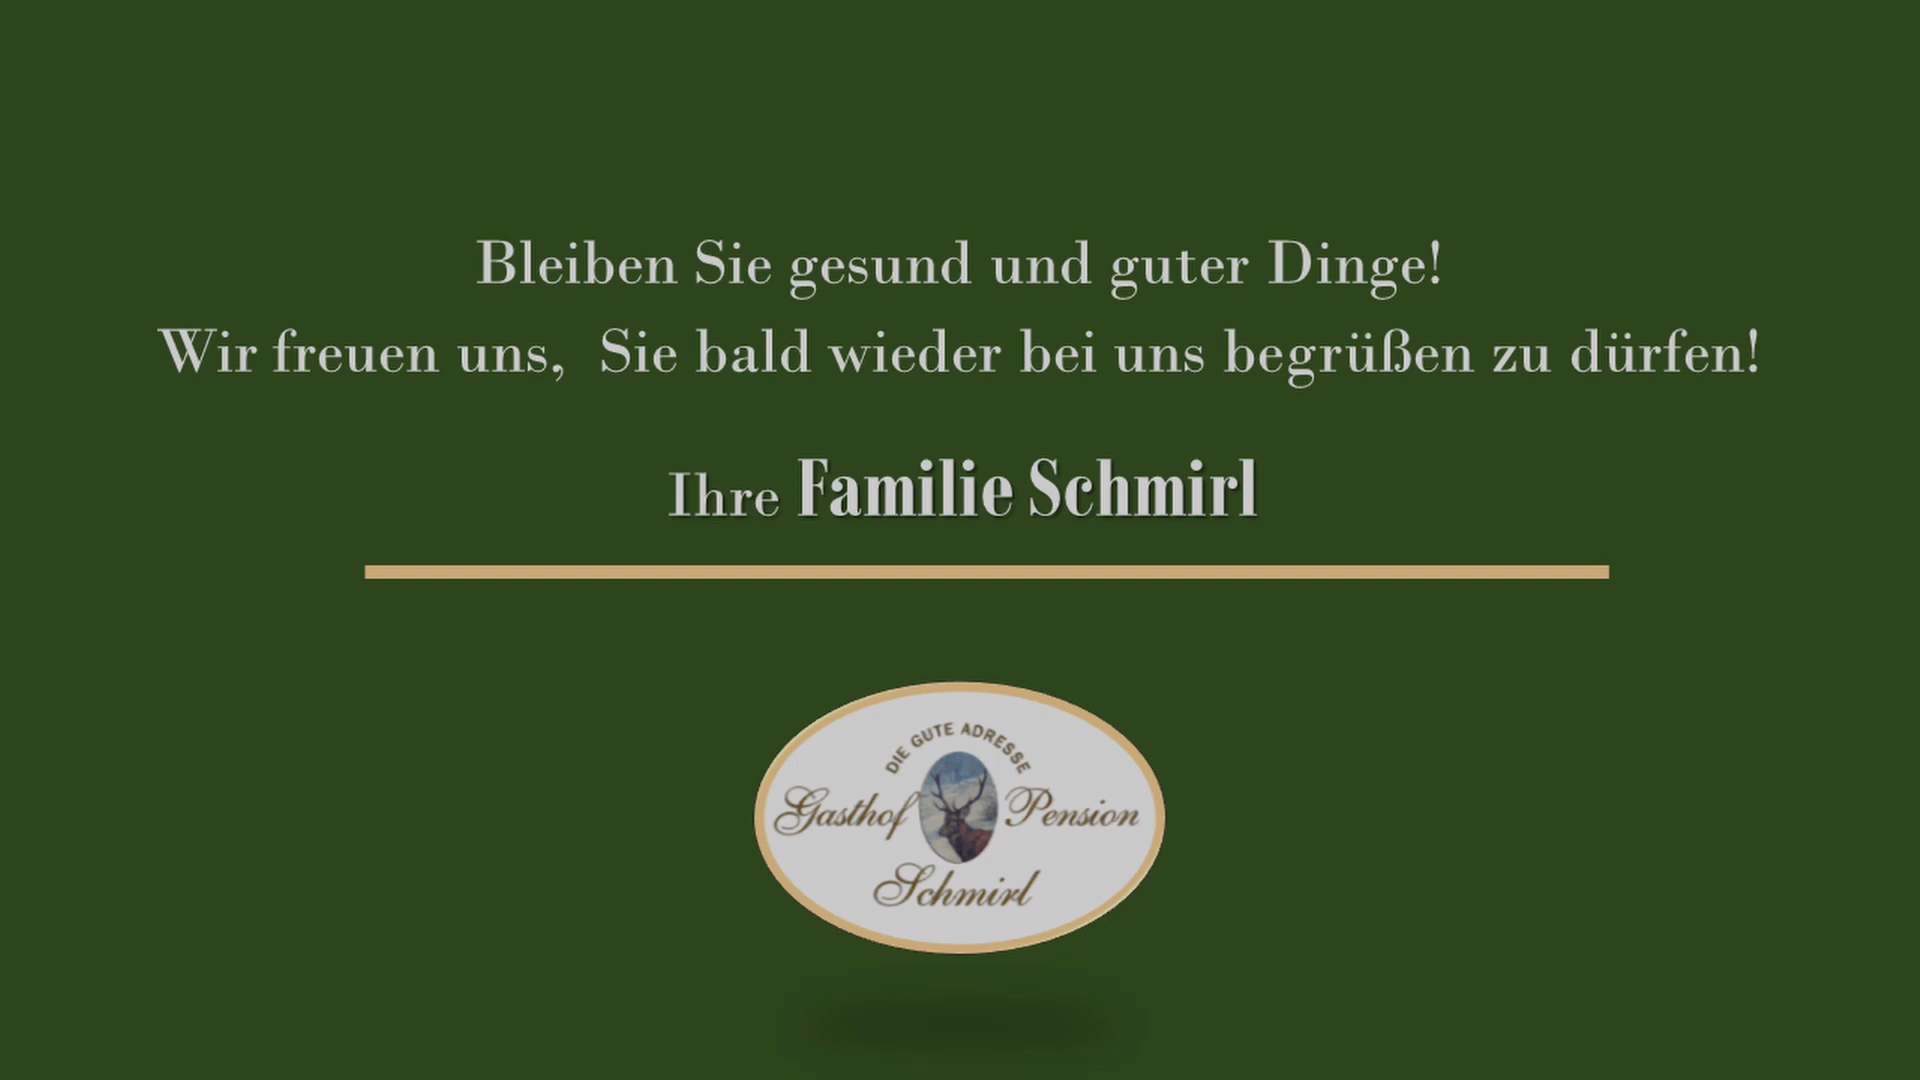 Bleiben Sie gesund und guter Dinge!
Wir freuen uns,  Sie bald wieder bei uns begrüßen zu dürfen!
Ihre Familie Schmirl
DIE GUTE ADRESSE
Gasthof Pension
Schmirl